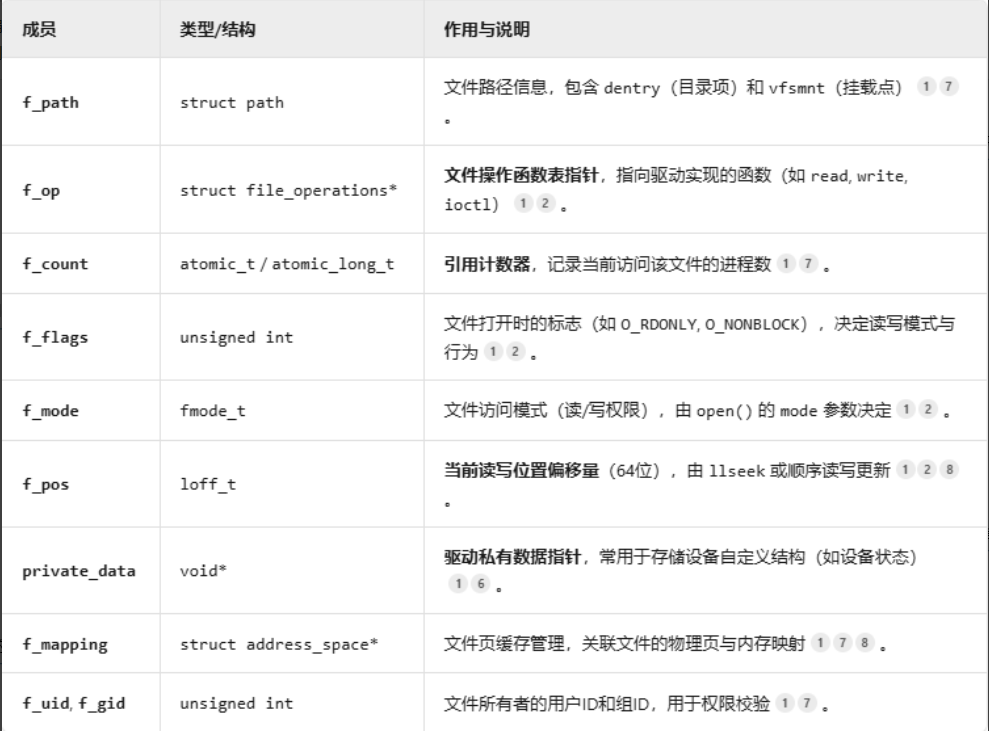 成员 类型/结构 作用与说明
f_path struct path 文件路径信息，包含 dentry（目录项）和 vfsmnt（挂载点） 1 7
。
f_op struct file_operations* 文件操作函数表指针，指向驱动实现的函数（如 read, write,
ioctl） 1 2 。
f_count atomic_t / atomic_long_t 引用计数器，记录当前访问该文件的进程数 1 7 。
f_flags unsigned int 文件打开时的标志（如 O_RDONLY, O_NONBLOCK），决定读写模式与
行为 1 2 。
f_mode fmode_t 文件访问模式（读/写权限），由 open() 的 mode 参数决定 1 2 。
f_pos loff_t 当前读写位置偏移量（64位），由 llseek 或顺序读写更新 1 2 8
。
private_data void* 驱动私有数据指针，常用于存储设备自定义结构（如设备状态）
1 6 。
f_mapping struct address_space* 文件页缓存管理，关联文件的物理页与内存映射 1 7 8 。
f_uid, f_gid unsigned int 文件所有者的用户ID和组ID，用于权限校验 1 7 。